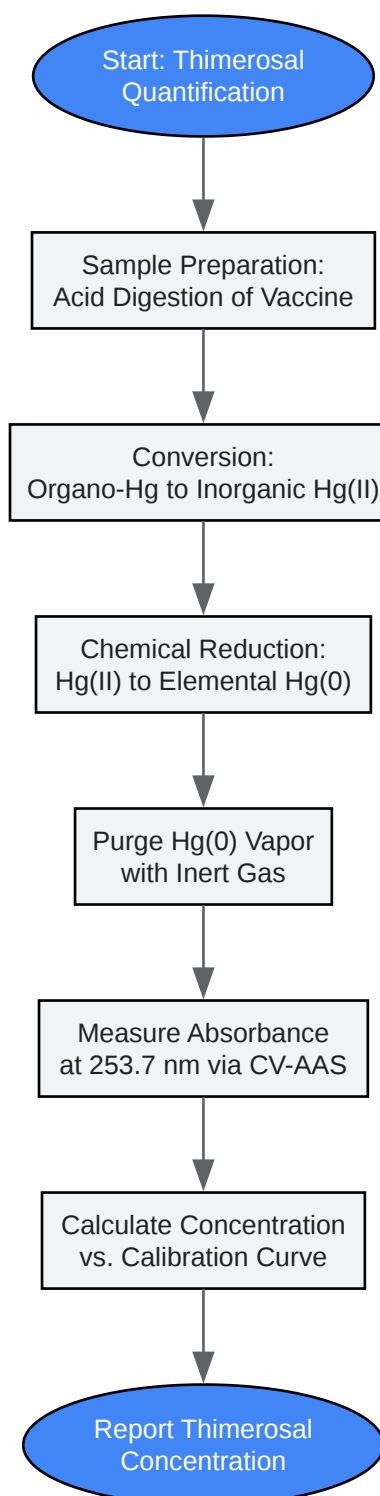 Start: Thimerosal
Quantification
Sample Preparation:
Acid Digestion of Vaccine
Conversion:
Organo-Hg to Inorganic Hg(II)
Chemical Reduction:
Hg(II) to Elemental Hg(0)
Purge Hg(0) Vapor
with Inert Gas
Measure Absorbance
at 253.7 nm via CV-AAS
Calculate Concentration
vs. Calibration Curve
Report Thimerosal
Concentration